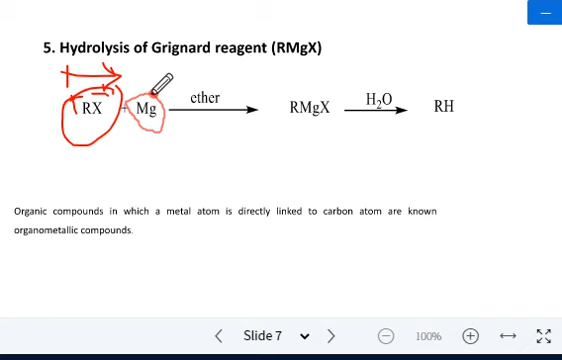 5. Hydrolysis of Grignard reagent (RMgX)
RX + Mg ether RMgX H₂O RH
Organic compounds in which a metal atom is directly linked to carbon atom are known
organometallic compounds.
Slide 7 100%